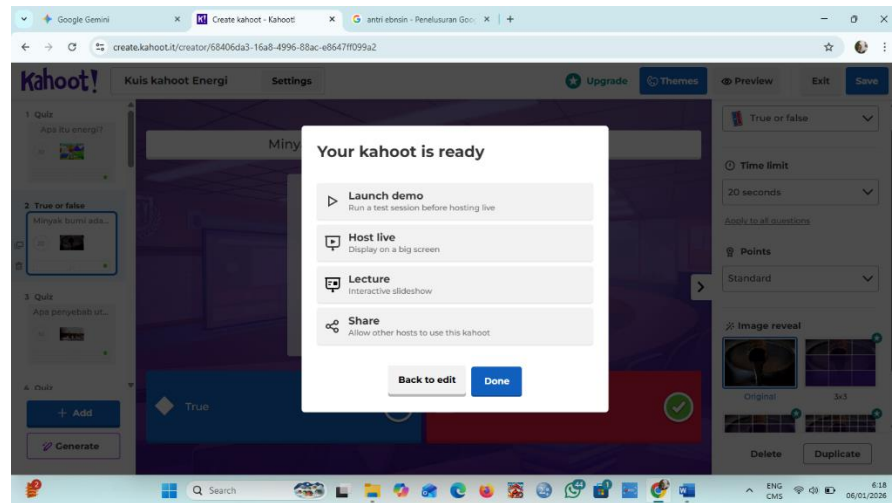 Google Gemini
Create kahoot - Kahoot!
antri ebnsin - Penelusuran Goo
create.kahoot.it/creator/68406da3-16a8-4996-88ac-e8647ff099a2
Kahoot!
Kuis kahoot Energi
Settings
Upgrade
Themes
Preview
Exit
Save
1 Quiz
Apa itu energi?
2 True or false
Minyak bumi ada...
3 Quiz
Apa penyebab ut...
4 Quiz
+ Add
Generate
Miny
Your kahoot is ready
Launch demo
Run a test session before hosting live
Host live
Display on a big screen
Lecture
Interactive slideshow
Share
Allow other hosts to use this kahoot
Back to edit
Done
True
True or false
Time limit
20 seconds
Apply to all questions
Points
Standard
Image reveal
Original
3x3
Delete
Duplicate
Search
ENG
CMS
6:18
06/01/2026